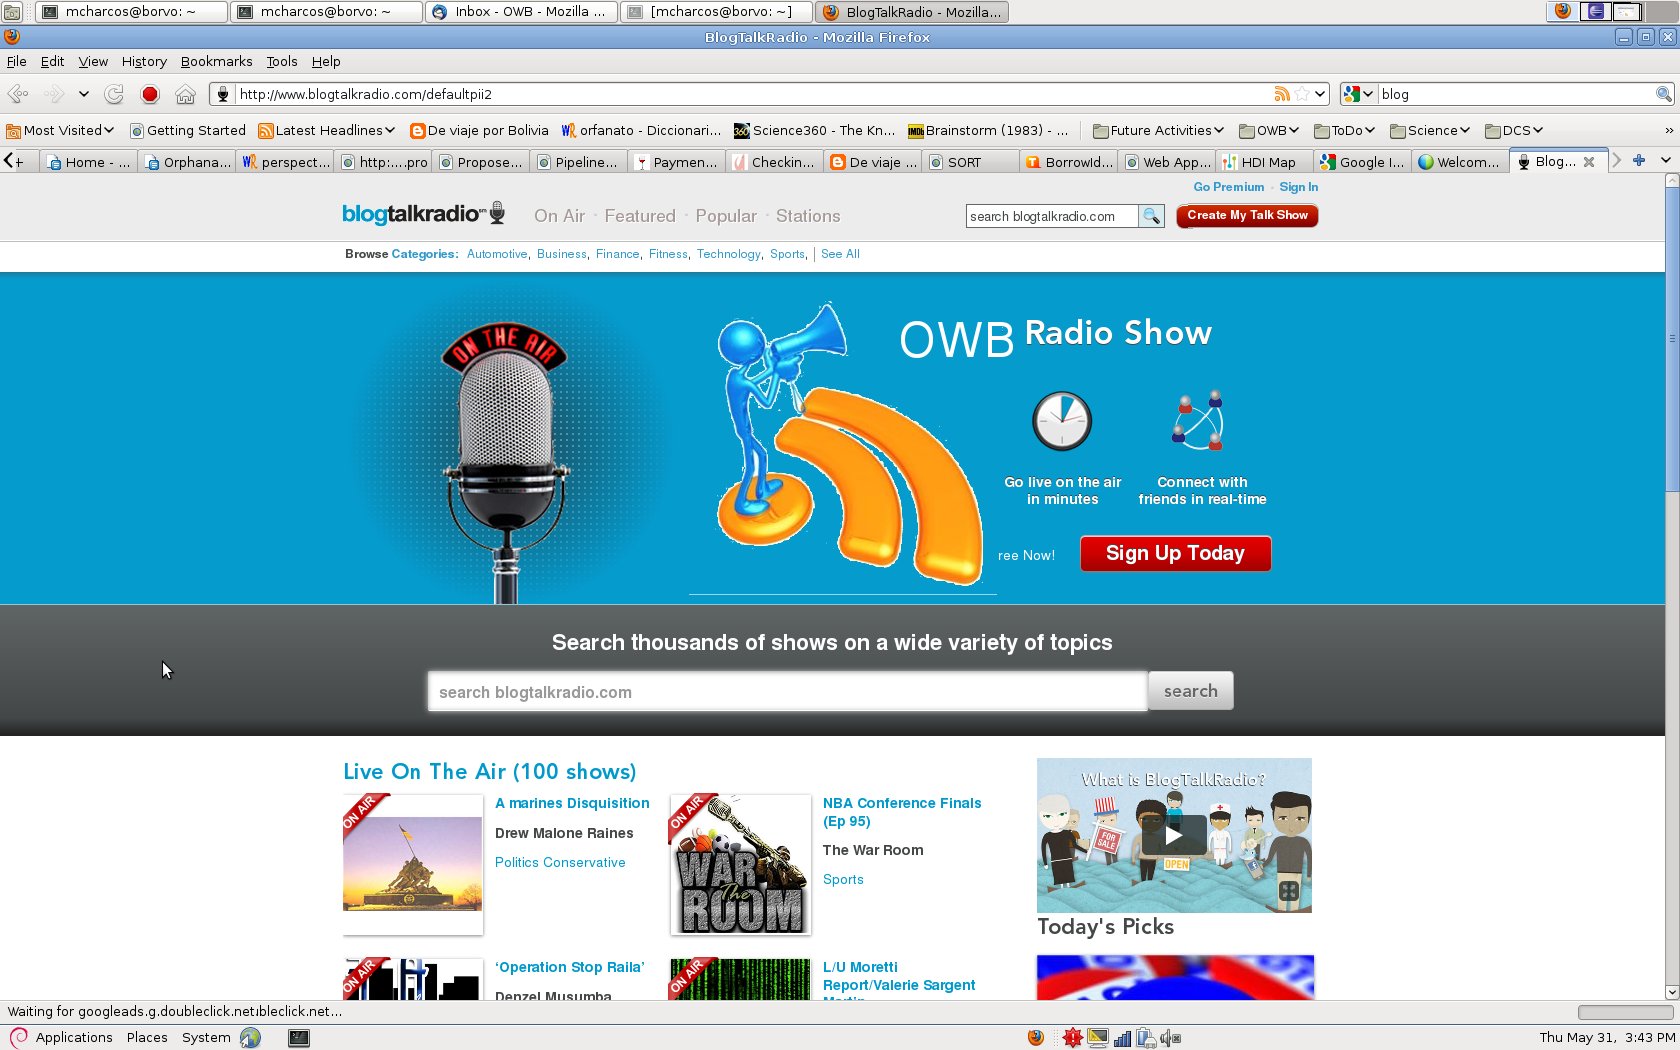 mcharcos@borvo: ~
mcharcos@borvo: ~
Inbox - OWB - Mozilla ...
[mcharcos@borvo: ~]
BlogTalkRadio - Mozilla...
BlogTalkRadio - Mozilla Firefox
File Edit View History Bookmarks Tools Help
http://www.blogtalkradio.com/defaultpii2
blog
Most Visited Getting Started Latest Headlines De viaje por Bolivia orfanato - Diccionari... Science360 - The Kn... Brainstorm (1983) - ... Future Activities OWB ToDo Science DCS »
Home - ... Orphana... perspect... http:....pro Propose... Pipeline... Paymen... Checkin... De viaje ... SORT BorrowId... Web App... HDI Map Google I... Welcom... Blog...
Go Premium Sign In
blogtalkradio
On Air Featured Popular Stations
search blogtalkradio.com
Create My Talk Show
Browse Categories: Automotive, Business, Finance, Fitness, Technology, Sports, | See All
ON THE AIR
OWB Radio Show
Go live on the air
in minutes
Connect with
friends in real-time
ree Now!
Sign Up Today
Search thousands of shows on a wide variety of topics
search blogtalkradio.com
search
Live On The Air (100 shows)
ON AIR
A marines Disquisition
Drew Malone Raines
Politics Conservative
ON AIR
WAR
The
ROOM
NBA Conference Finals
(Ep 95)
The War Room
Sports
What is BlogTalkRadio?
FOR
SALE
OPEN
Today's Picks
ON AIR
‘Operation Stop Raila’
Denzel Musumba
ON AIR
L/U Moretti
Report/Valerie Sargent
Waiting for googleads.g.doubleclick.net...
Applications Places System
Thu May 31, 3:43 PM